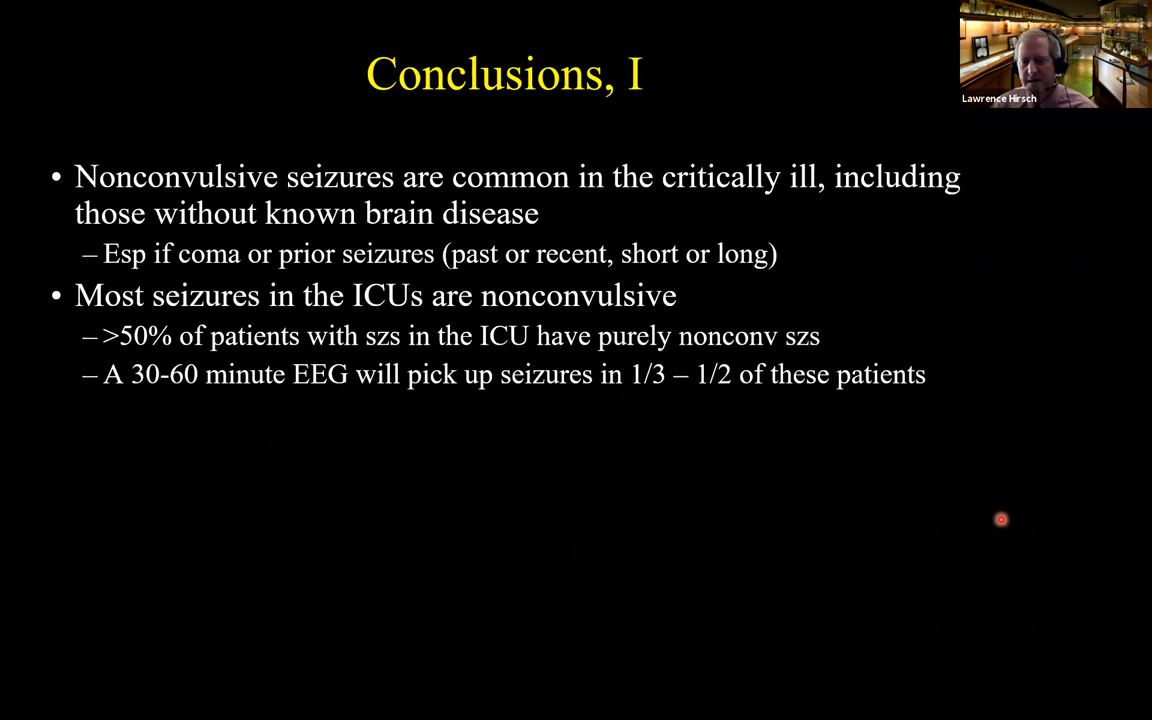 Conclusions, I
Lawrence Hirsch
• Nonconvulsive seizures are common in the critically ill, including
those without known brain disease
– Esp if coma or prior seizures (past or recent, short or long)
• Most seizures in the ICUs are nonconvulsive
– >50% of patients with szs in the ICU have purely nonconv szs
– A 30-60 minute EEG will pick up seizures in 1/3 – 1/2 of these patients